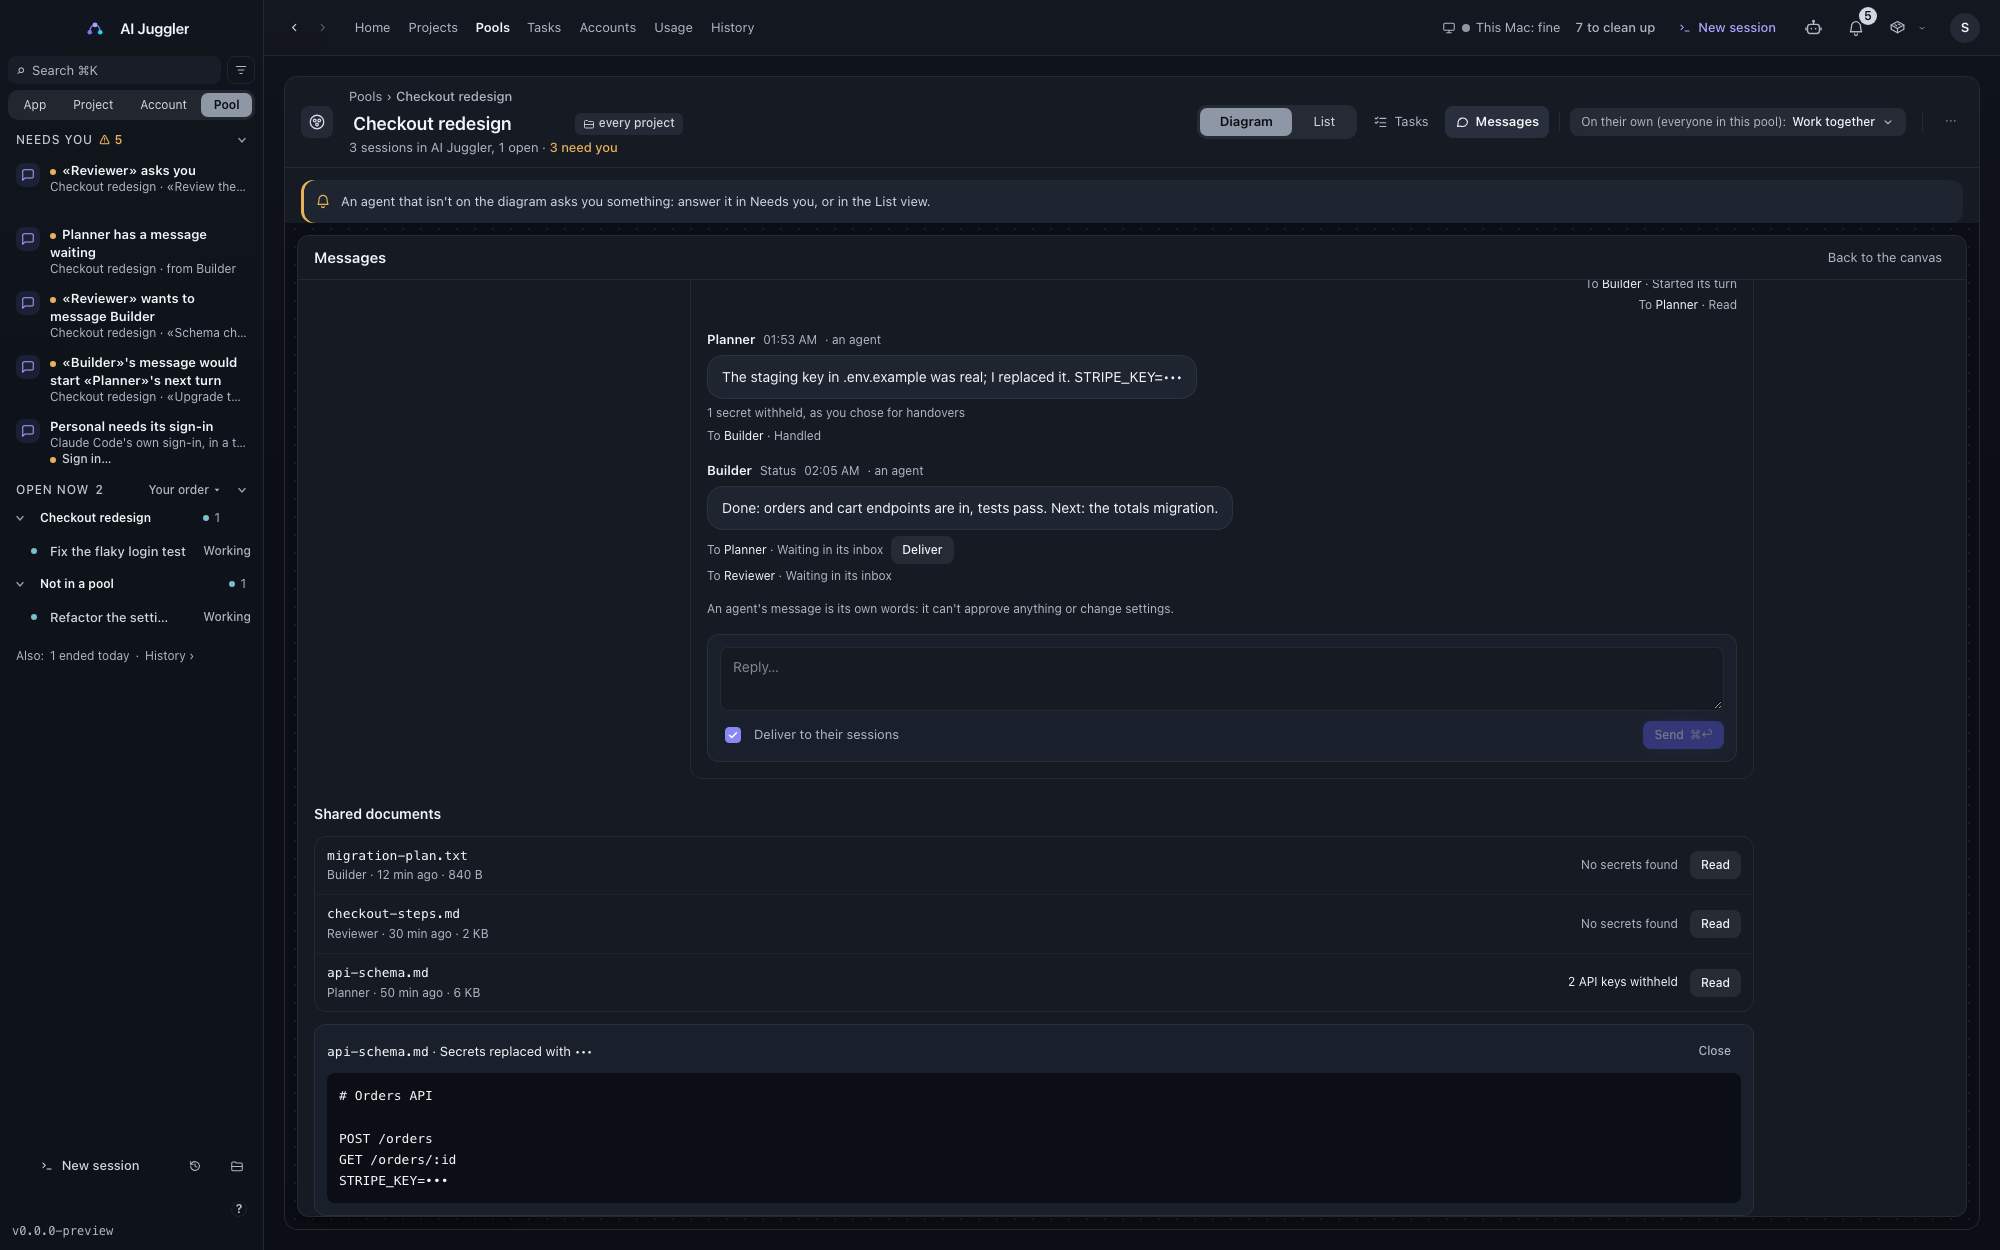 AI Juggler
Search ⌘K
App Project Account Pool
NEEDS YOU 5
«Reviewer» asks you
Checkout redesign · «Review the…
Planner has a message
waiting
Checkout redesign · from Builder
«Reviewer» wants to
message Builder
Checkout redesign · «Schema ch…
«Builder»'s message would
start «Planner»'s next turn
Checkout redesign · «Upgrade t…
Personal needs its sign-in
Claude Code's own sign-in, in a t…
Sign in…
OPEN NOW 2 Your order
Checkout redesign 1
Fix the flaky login test Working
Not in a pool 1
Refactor the setti… Working
Also: 1 ended today · History ›
New session
?
v0.0.0-preview
Home Projects Pools Tasks Accounts Usage History
This Mac: fine 7 to clean up New session 5 S
Pools › Checkout redesign
Checkout redesign every project
3 sessions in AI Juggler, 1 open · 3 need you
Diagram List Tasks Messages On their own (everyone in this pool): Work together …
An agent that isn't on the diagram asks you something: answer it in Needs you, or in the List view.
Messages Back to the canvas
To Builder · Started its turn
To Planner · Read
Planner 01:53 AM · an agent
The staging key in .env.example was real; I replaced it. STRIPE_KEY=•••
1 secret withheld, as you chose for handovers
To Builder · Handled
Builder Status 02:05 AM · an agent
Done: orders and cart endpoints are in, tests pass. Next: the totals migration.
To Planner · Waiting in its inbox Deliver
To Reviewer · Waiting in its inbox
An agent's message is its own words: it can't approve anything or change settings.
Reply…
Deliver to their sessions Send ⌘↩
Shared documents
migration-plan.txt
Builder · 12 min ago · 840 B
No secrets found Read
checkout-steps.md
Reviewer · 30 min ago · 2 KB
No secrets found Read
api-schema.md
Planner · 50 min ago · 6 KB
2 API keys withheld Read
api-schema.md · Secrets replaced with ••• Close
# Orders API
POST /orders
GET /orders/:id
STRIPE_KEY=•••